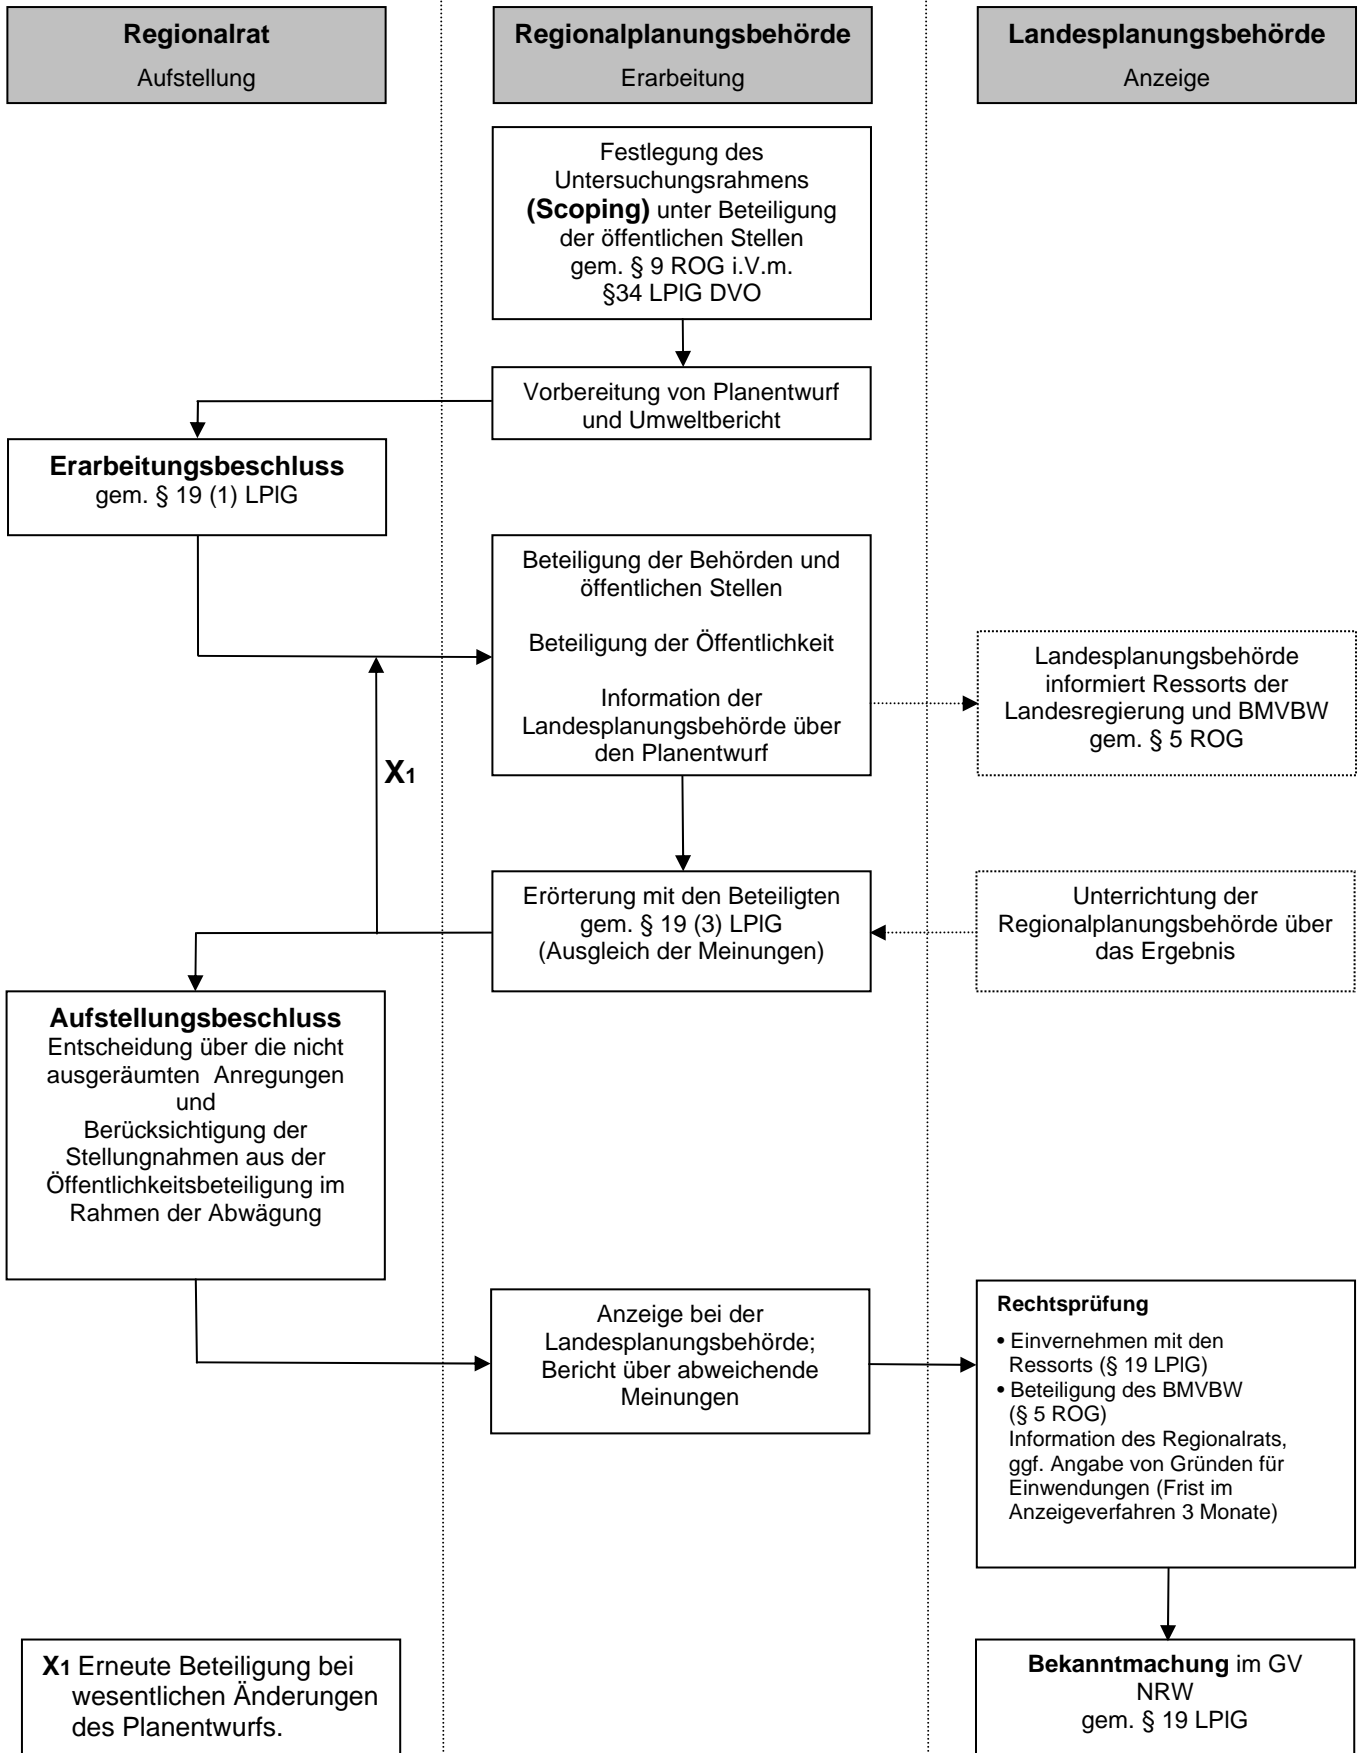 Regionalrat
Aufstellung
Regionalplanungsbehörde
Erarbeitung
Landesplanungsbehörde
Anzeige
Festlegung des
Untersuchungsrahmens
(Scoping) unter Beteiligung
der öffentlichen Stellen
gem. § 9 ROG i.V.m.
§34 LPlG DVO
Vorbereitung von Planentwurf
und Umweltbericht
Erarbeitungsbeschluss
gem. § 19 (1) LPlG
Beteiligung der Behörden und
öffentlichen Stellen
Beteiligung der Öffentlichkeit
Information der
Landesplanungsbehörde über
den Planentwurf
Landesplanungsbehörde
informiert Ressorts der
Landesregierung und BMVBW
gem. § 5 ROG
X1
Erörterung mit den Beteiligten
gem. § 19 (3) LPlG
(Ausgleich der Meinungen)
Unterrichtung der
Regionalplanungsbehörde über
das Ergebnis
Aufstellungsbeschluss
Entscheidung über die nicht
ausgeräumten Anregungen
und
Berücksichtigung der
Stellungnahmen aus der
Öffentlichkeitsbeteiligung im
Rahmen der Abwägung
Anzeige bei der
Landesplanungsbehörde;
Bericht über abweichende
Meinungen
Rechtsprüfung
• Einvernehmen mit den
Ressorts (§ 19 LPlG)
• Beteiligung des BMVBW
(§ 5 ROG)
Information des Regionalrats,
ggf. Angabe von Gründen für
Einwendungen (Frist im
Anzeigeverfahren 3 Monate)
X1 Erneute Beteiligung bei
wesentlichen Änderungen
des Planentwurfs.
Bekanntmachung im GV
NRW
gem. § 19 LPlG